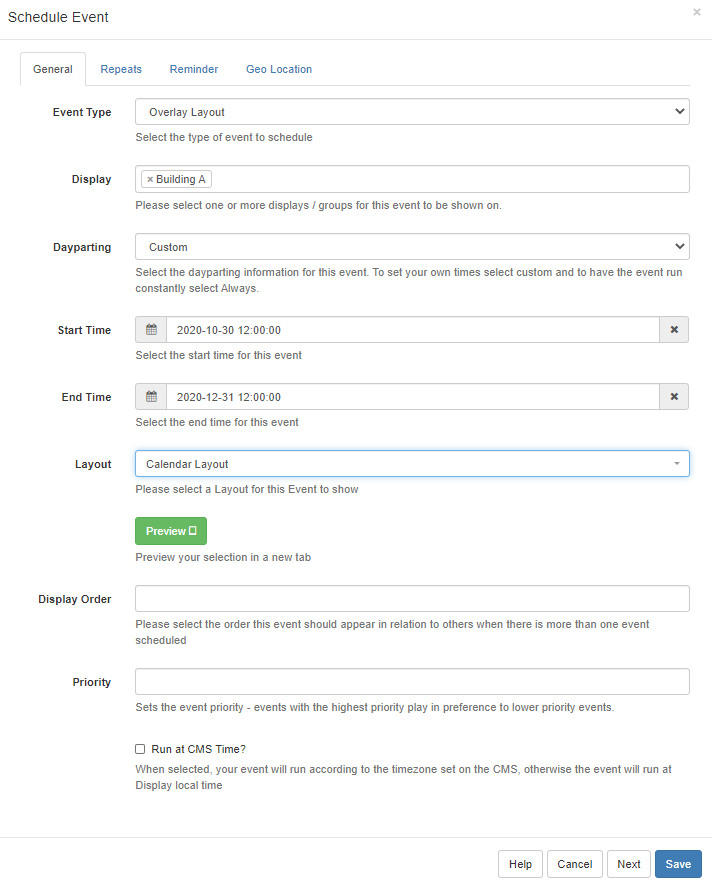 Schedule Event
×
General
Repeats
Reminder
Geo Location
Event Type
Overlay Layout
Select the type of event to schedule
Display
× Building A
Please select one or more displays / groups for this event to be shown on.
Dayparting
Custom
Select the dayparting information for this event. To set your own times select custom and to have the event run
constantly select Always.
Start Time
2020-10-30 12:00:00
Select the start time for this event
End Time
2020-12-31 12:00:00
Select the end time for this event
Layout
Calendar Layout
Please select a Layout for this Event to show
Preview
Preview your selection in a new tab
Display Order
Please select the order this event should appear in relation to others when there is more than one event
scheduled
Priority
Sets the event priority - events with the highest priority play in preference to lower priority events.
Run at CMS Time?
When selected, your event will run according to the timezone set on the CMS, otherwise the event will run at
Display local time
Help
Cancel
Next
Save